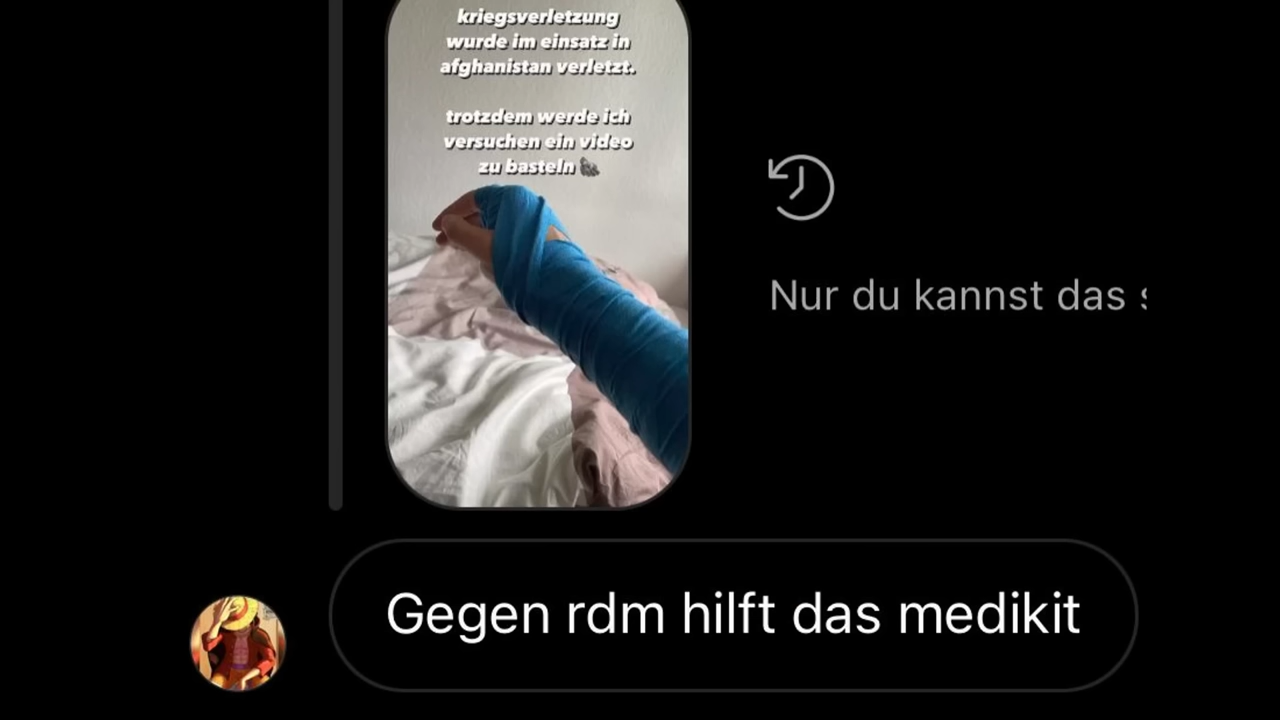 kriegsverletzung
wurde im einsatz in
afghanistan verletzt.
trotzdem werde ich
versuchen ein video
zu basteln 🦍
Nur du kannst das
Gegen rdm hilft das medikit